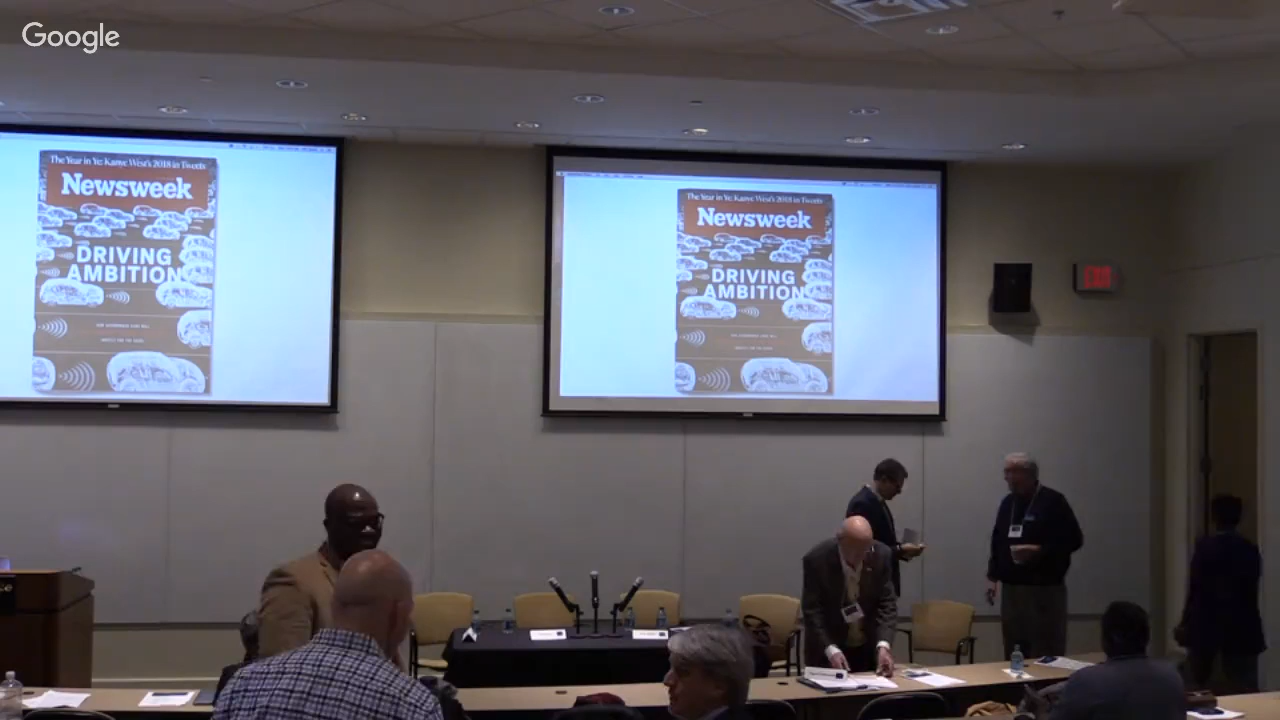 Google
The Year in Ye: Kanye West's 2018 in Tweets
Newsweek
DRIVING
AMBITION
The Year in Ye: Kanye West's 2018 in Tweets
Newsweek
DRIVING
AMBITION
EXIT